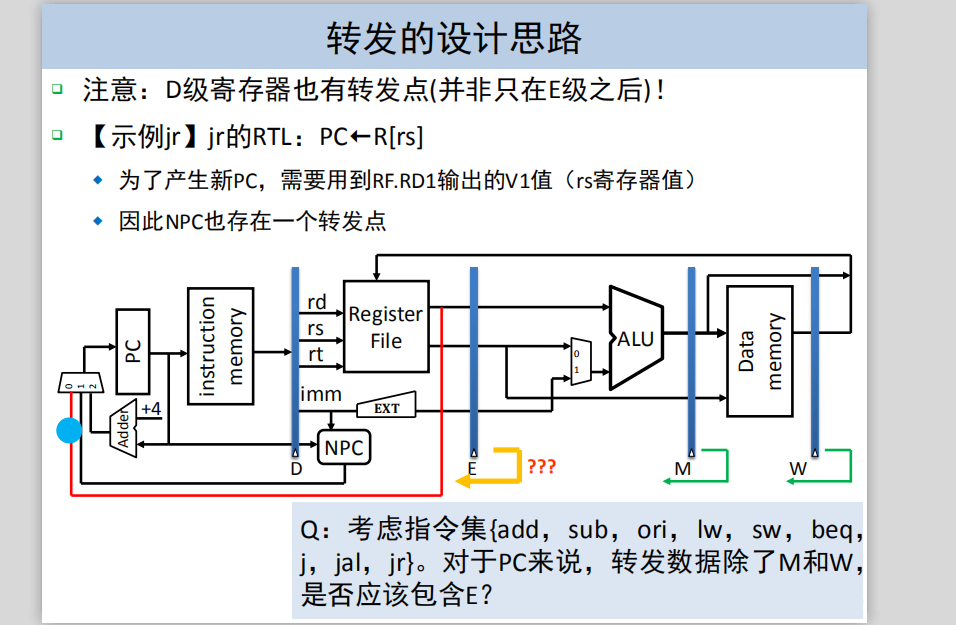 转发的设计思路
注意：D级寄存器也有转发点(并非只在E级之后)！
【示例jr】jr的RTL：PC←R[rs]
为了产生新PC，需要用到RF.RD1输出的V1值（rs寄存器值）
因此NPC也存在一个转发点
PC
instruction
memory
rd
rs
rt
imm
Register
File
EXT
NPC
0
1
2
Adder
+4
0
1
ALU
Data
memory
D
E
???
M
W
Q：考虑指令集{add，sub，ori，lw，sw，beq，
j，jal，jr}。对于PC来说，转发数据除了M和W，
是否应该包含E？